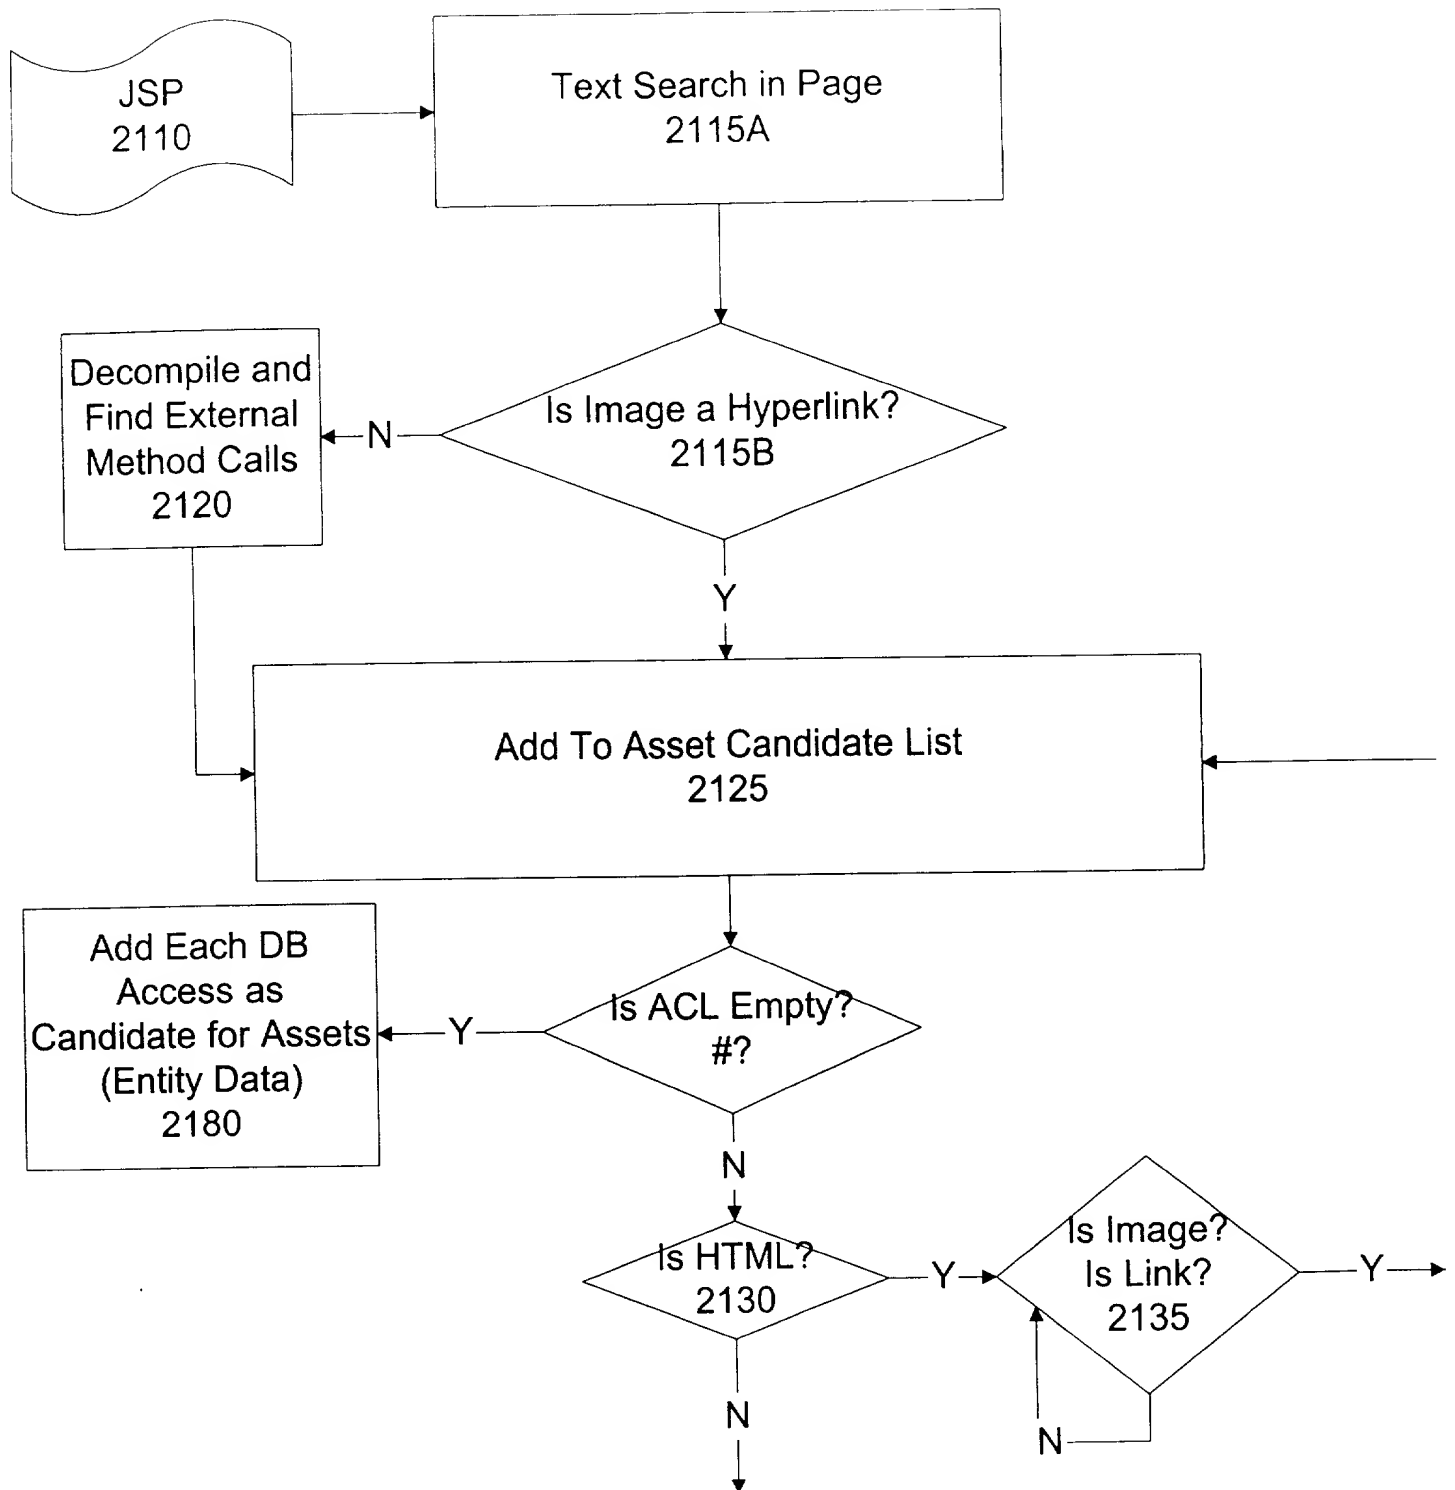 JSP
2110
Text Search in Page
2115A
Is Image a Hyperlink?
2115B
N
Decompile and
Find External
Method Calls
2120
Y
Add To Asset Candidate List
2125
Is ACL Empty?
#?
Y
Add Each DB
Access as
Candidate for Assets
(Entity Data)
2180
N
Is HTML?
2130
Y
Is Image?
Is Link?
2135
Y
N
N